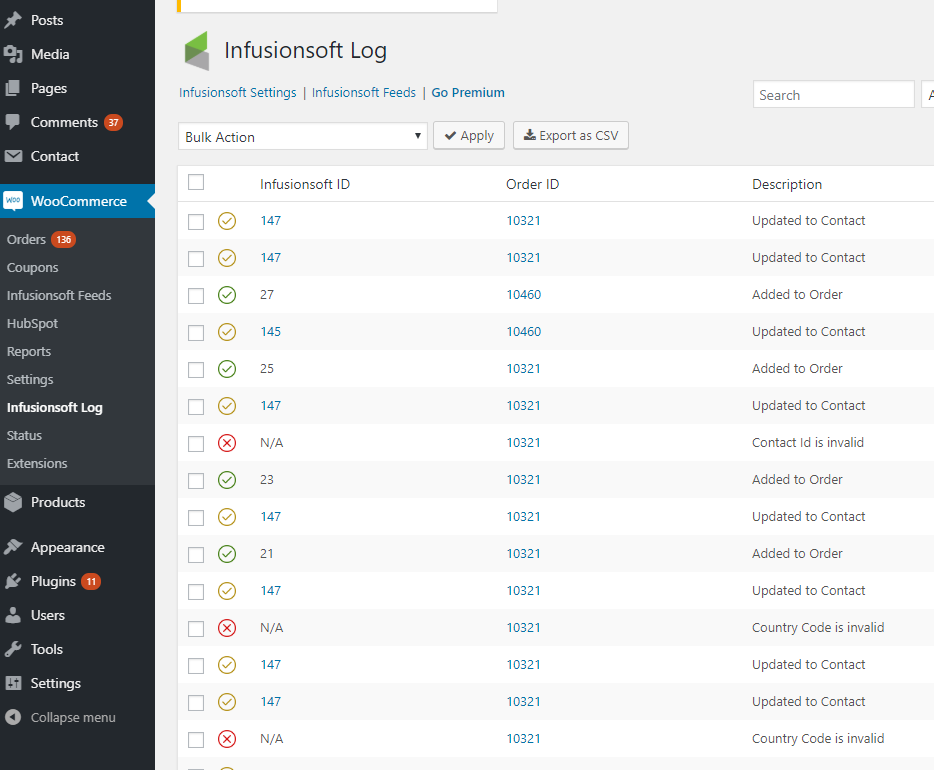 Posts
Media
Pages
Comments 37
Contact
WOO WooCommerce
Orders 136
Coupons
Infusionsoft Feeds
HubSpot
Reports
Settings
Infusionsoft Log
Status
Extensions
Products
Appearance
Plugins 11
Users
Tools
Settings
Collapse menu
Infusionsoft Log
Infusionsoft Settings | Infusionsoft Feeds | Go Premium
Search
Bulk Action Apply Export as CSV
Infusionsoft ID Order ID Description
147 10321 Updated to Contact
147 10321 Updated to Contact
27 10460 Added to Order
145 10460 Updated to Contact
25 10321 Added to Order
147 10321 Updated to Contact
N/A 10321 Contact Id is invalid
23 10321 Added to Order
147 10321 Updated to Contact
21 10321 Added to Order
147 10321 Updated to Contact
N/A 10321 Country Code is invalid
147 10321 Updated to Contact
147 10321 Updated to Contact
N/A 10321 Country Code is invalid